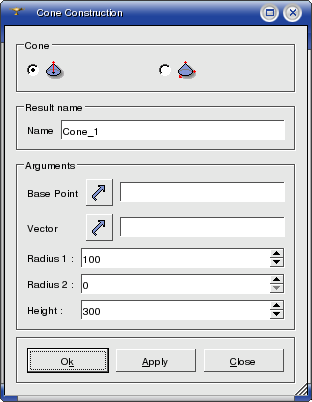 Cone Construction
Cone
Result name
Name Cone_1
Arguments
Base Point
Vector
Radius 1 : 100
Radius 2 : 0
Height : 300
Ok Apply Close